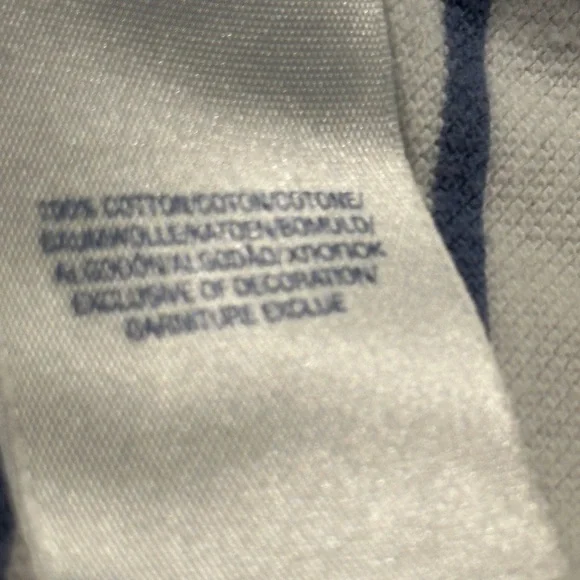 100% COTTON/COTON/COTONE/
BAUMWOLLE/KATOEN/BOMULD/
ALGODÓN/ALGODÃO/ХЛОПОК
EXCLUSIVE OF DECORATION/
GARNITURE EXCLUE